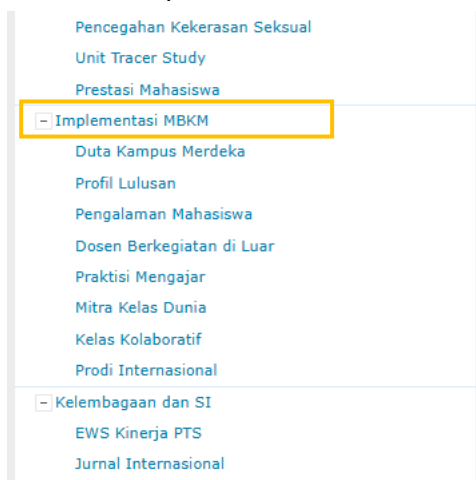 Pencegahan Kekerasan Seksual
Unit Tracer Study
Prestasi Mahasiswa
Implementasi MBKM
Duta Kampus Merdeka
Profil Lulusan
Pengalaman Mahasiswa
Dosen Berkegiatan di Luar
Praktisi Mengajar
Mitra Kelas Dunia
Kelas Kolaboratif
Prodi Internasional
Kelembagaan dan SI
EWS Kinerja PTS
Jurnal Internasional